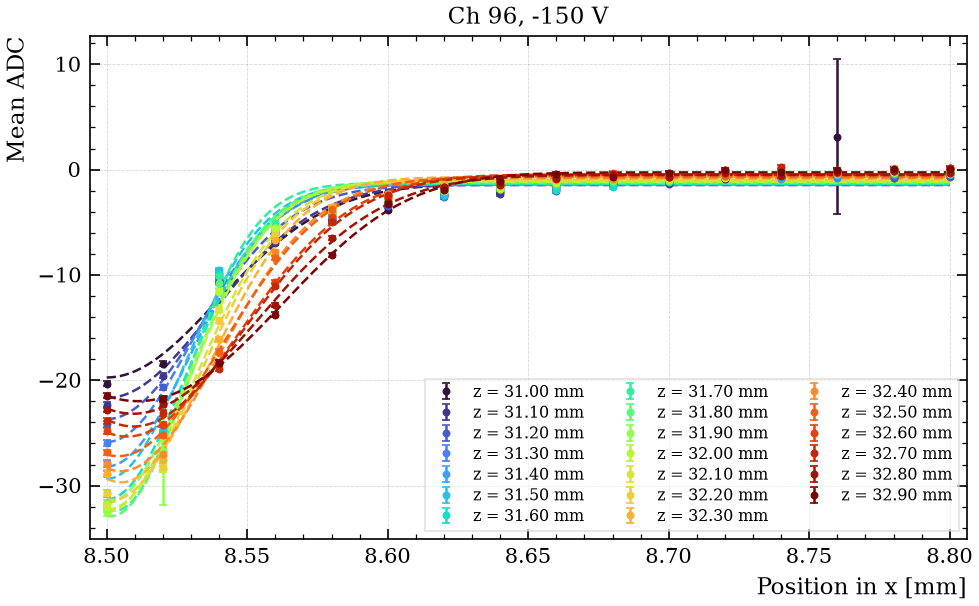 Ch 96, -150 V
Mean ADC
10
0
−10
−20
−30
z = 31.00 mm
z = 31.10 mm
z = 31.20 mm
z = 31.30 mm
z = 31.40 mm
z = 31.50 mm
z = 31.60 mm
z = 31.70 mm
z = 31.80 mm
z = 31.90 mm
z = 32.00 mm
z = 32.10 mm
z = 32.20 mm
z = 32.30 mm
z = 32.40 mm
z = 32.50 mm
z = 32.60 mm
z = 32.70 mm
z = 32.80 mm
z = 32.90 mm
8.50 8.55 8.60 8.65 8.70 8.75 8.80
Position in x [mm]